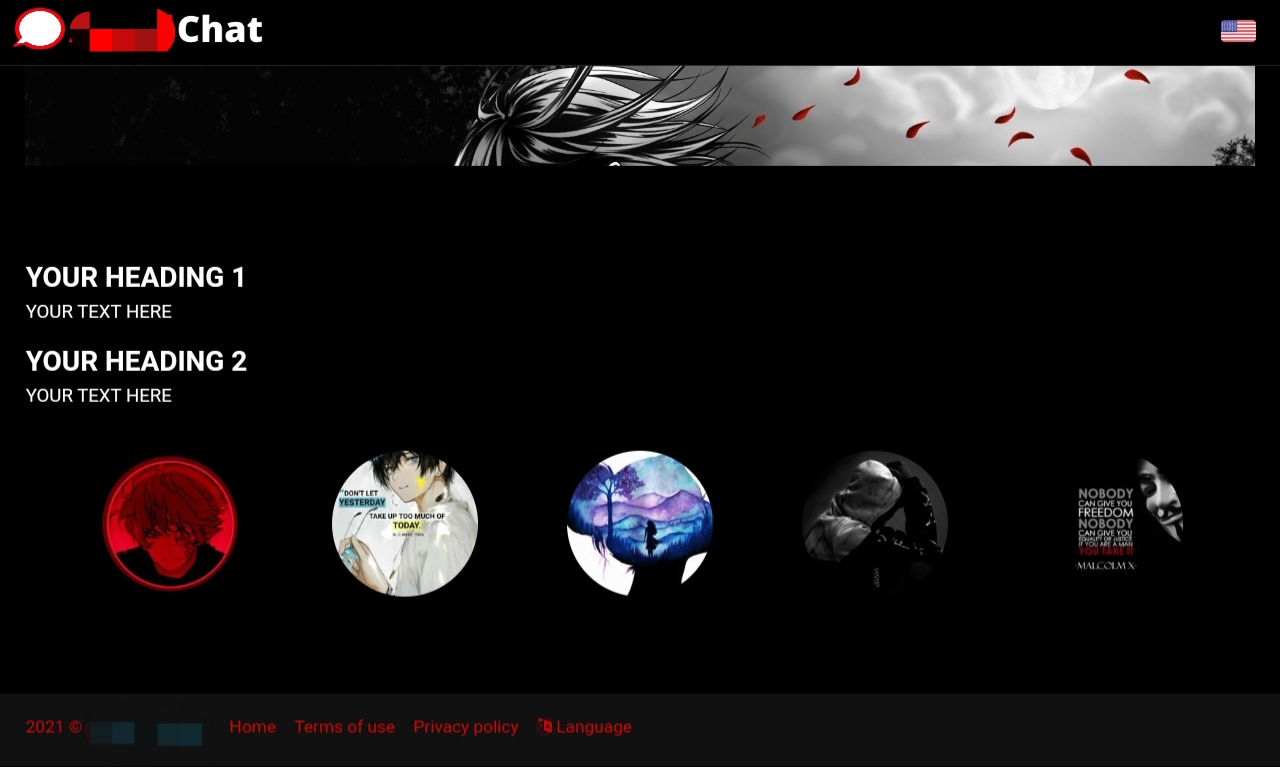 Chat
YOUR HEADING 1
YOUR TEXT HERE
YOUR HEADING 2
YOUR TEXT HERE
"DON'T LET
YESTERDAY
TAKE UP TOO MUCH OF
TODAY.
NOBODY
CAN GIVE YOU
FREEDOM
NOBODY
CAN GIVE YOU
EQUALITY OR JUSTICE
IF YOU ARE A MAN
YOU TAKE IT
·MALCOLM X·
2021 © Home Terms of use Privacy policy Language